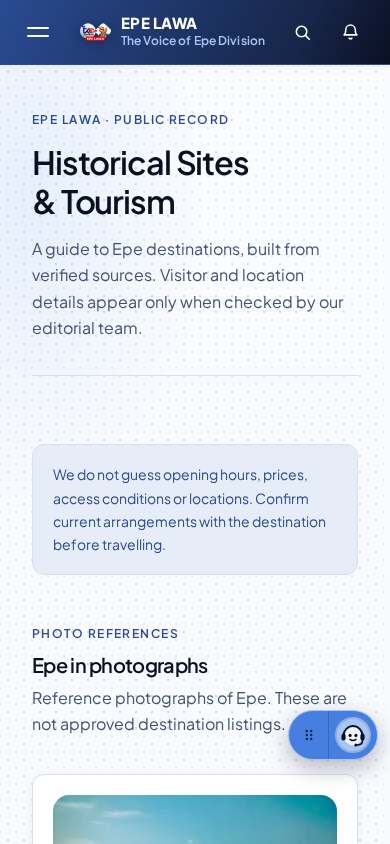 EPE LAWA
The Voice of Epe Division
EPE LAWA · PUBLIC RECORD
Historical Sites
& Tourism
A guide to Epe destinations, built from
verified sources. Visitor and location
details appear only when checked by our
editorial team.
We do not guess opening hours, prices,
access conditions or locations. Confirm
current arrangements with the destination
before travelling.
PHOTO REFERENCES
Epe in photographs
Reference photographs of Epe. These are
not approved destination listings.